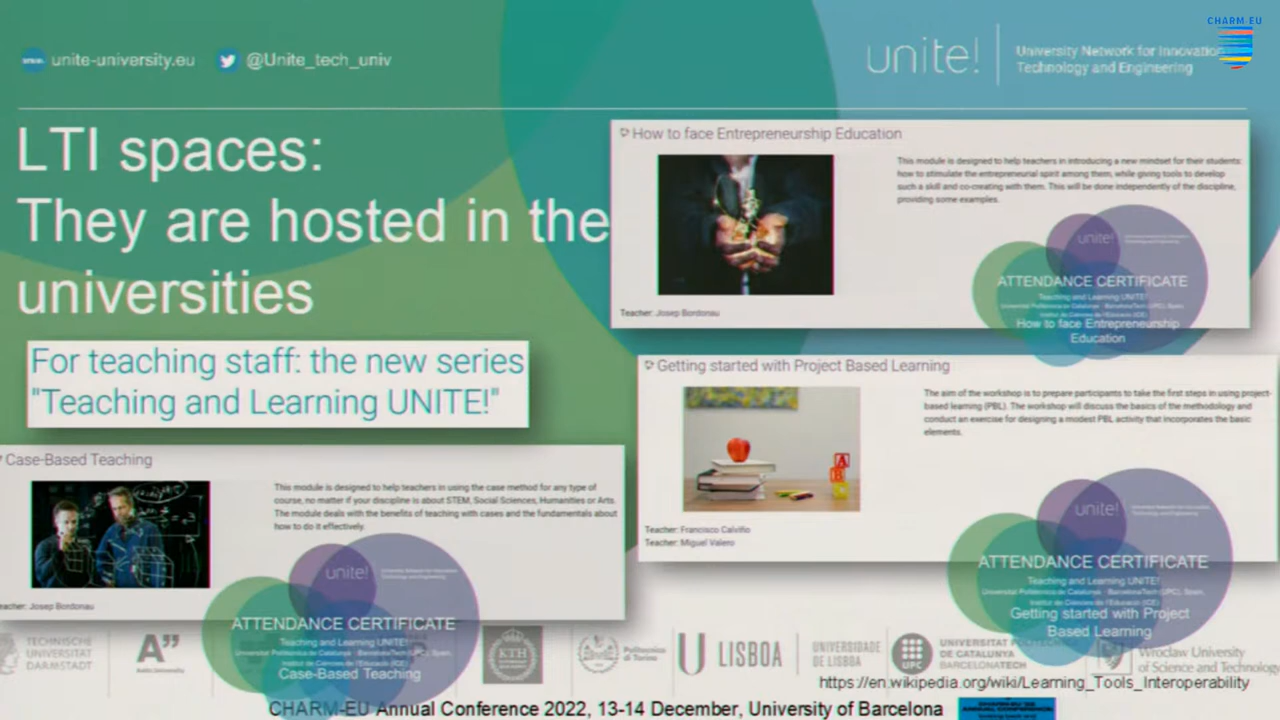 CHARM-EU
unite-university.eu
@Unite_tech_univ
unite!
University Network for Innovation
Technology and Engineering
LTI spaces:
They are hosted in the
universities
For teaching staff: the new series
"Teaching and Learning UNITE!"
How to face Entrepreneurship Education
This module is designed to help teachers in introducing a new mindset for their students:
how to stimulate the entrepreneurial spirit among them, while giving tools to develop
such a skill and co-creating with them. This will be done independently of the discipline,
providing some examples.
Teacher: Josep Bordonau
unite!
ATTENDANCE CERTIFICATE
Teaching and Learning UNITE!
Universitat Politècnica de Catalunya - BarcelonaTech (UPC), Spain,
Institut de Ciències de l'Educació (ICE)
How to face Entrepreneurship
Education
Getting started with Project Based Learning
The aim of the workshop is to prepare participants to take the first steps in using project-
based learning (PBL). The workshop will discuss the basics of the methodology and
conduct an exercise for designing a modest PBL activity that incorporates the basic
elements.
A
Teacher: Francisco Calviño
Teacher: Miguel Valero
unite!
ATTENDANCE CERTIFICATE
Teaching and Learning UNITE!
Universitat Politècnica de Catalunya - BarcelonaTech (UPC), Spain,
Institut de Ciències de l'Educació (ICE)
Getting started with Project
Based Learning
Case-Based Teaching
This module is designed to help teachers in using the case method for any type of
course, no matter if your discipline is about STEM, Social Sciences, Humanities or Arts.
The module deals with the benefits of teaching with cases and the fundamentals about
how to do it effectively.
eacher: Josep Bordonau
unite!
University Network for Innovation
Technology and Engineering
ATTENDANCE CERTIFICATE
Teaching and Learning UNITE!
Universitat Politècnica de Catalunya - BarcelonaTech (UPC), Spain,
Institut de Ciències de l'Educació (ICE)
Case-Based Teaching
TECHNISCHE
UNIVERSITÄT
DARMSTADT
A"
Aalto University
KTH
Politecnico
di Torino
U LISBOA
UNIVERSIDADE
DE LISBOA
UPC
UNIVERSITAT POLITÈCNICA
DE CATALUNYA
BARCELONATECH
Wrocław University
of Science and Technology
https://en.wikipedia.org/wiki/Learning_Tools_Interoperability
CHARM-EU Annual Conference 2022, 13-14 December, University of Barcelona